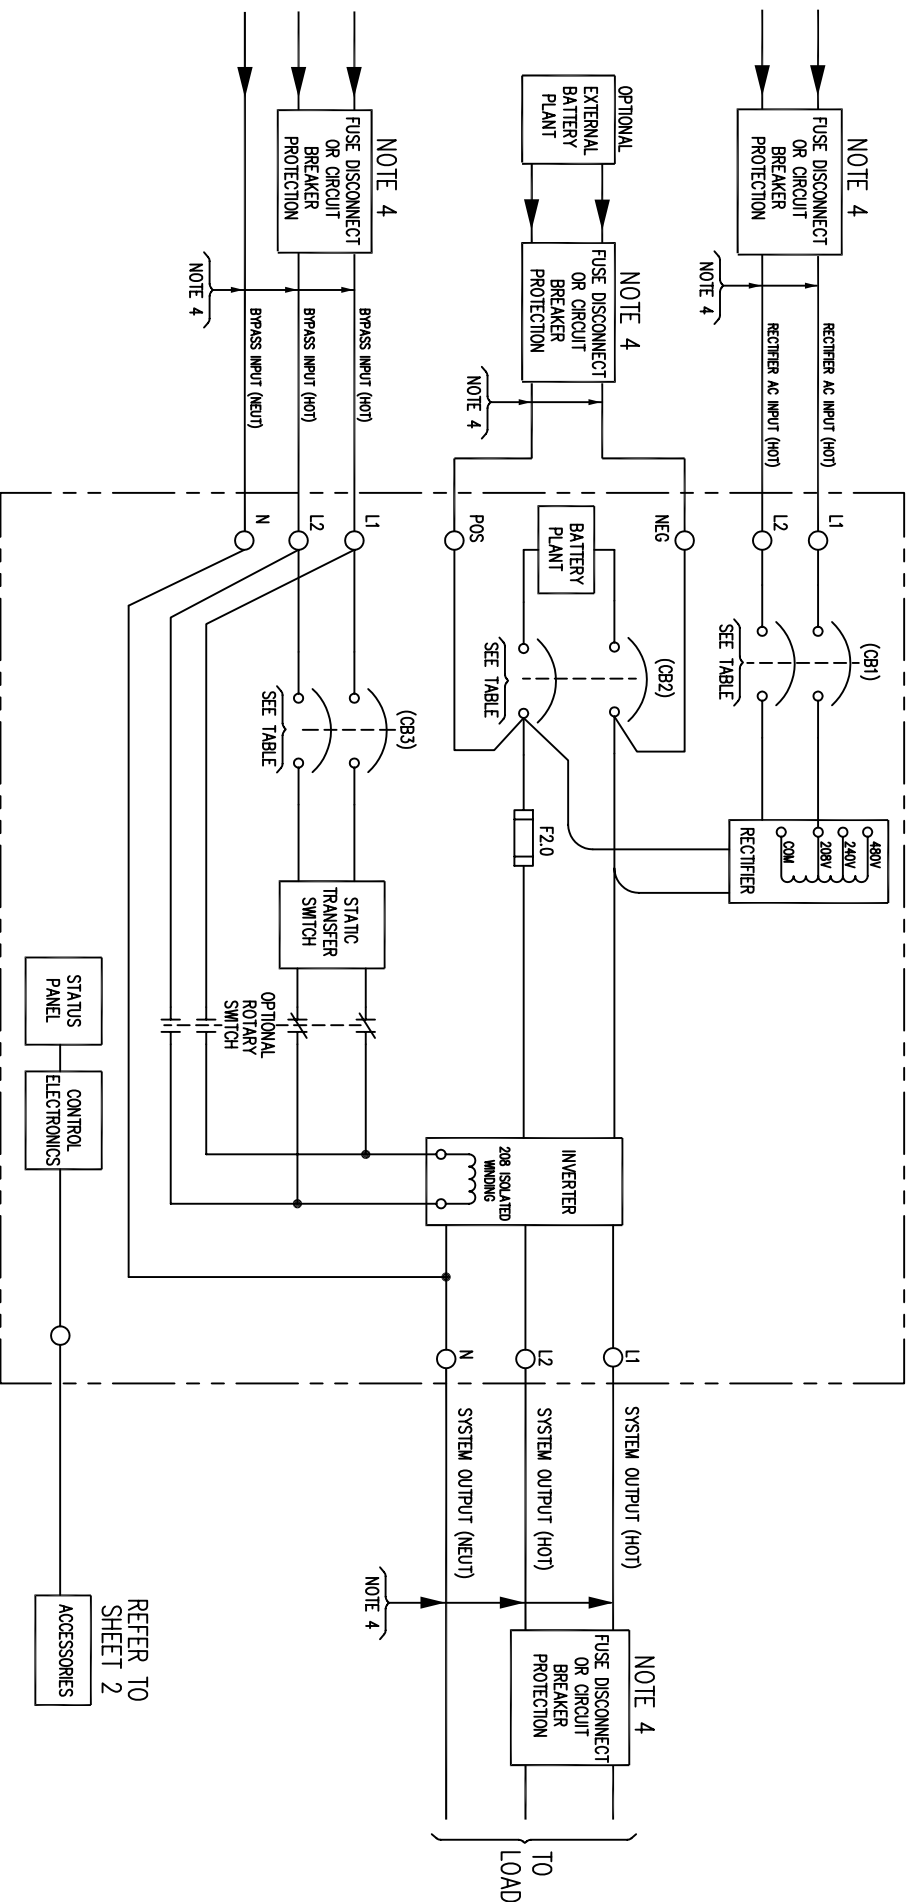 NOTE 4
FUSE DISCONNECT
OR CIRCUIT
BREAKER
PROTECTION
NOTE 4
RECTIFIER AC INPUT (HOT)
RECTIFIER AC INPUT (HOT)
L1
L2
(CB1)
SEE TABLE
480V
240V
208V
COM
RECTIFIER
OPTIONAL
EXTERNAL
BATTERY
PLANT
NOTE 4
FUSE DISCONNECT
OR CIRCUIT
BREAKER
PROTECTION
NOTE 4
NEG
POS
BATTERY
PLANT
(CB2)
SEE TABLE
F2.0
INVERTER
208 ISOLATED
WINDING
L1
L2
N
SYSTEM OUTPUT (HOT)
SYSTEM OUTPUT (HOT)
SYSTEM OUTPUT (NEUT)
NOTE 4
NOTE 4
FUSE DISCONNECT
OR CIRCUIT
BREAKER
PROTECTION
TO
LOAD
NOTE 4
FUSE DISCONNECT
OR CIRCUIT
BREAKER
PROTECTION
NOTE 4
BYPASS INPUT (HOT)
BYPASS INPUT (HOT)
BYPASS INPUT (NEUT)
L1
L2
N
(CB3)
SEE TABLE
STATIC
TRANSFER
SWITCH
OPTIONAL
ROTARY
SWITCH
STATUS
PANEL
CONTROL
ELECTRONICS
REFER TO
SHEET 2
ACCESSORIES